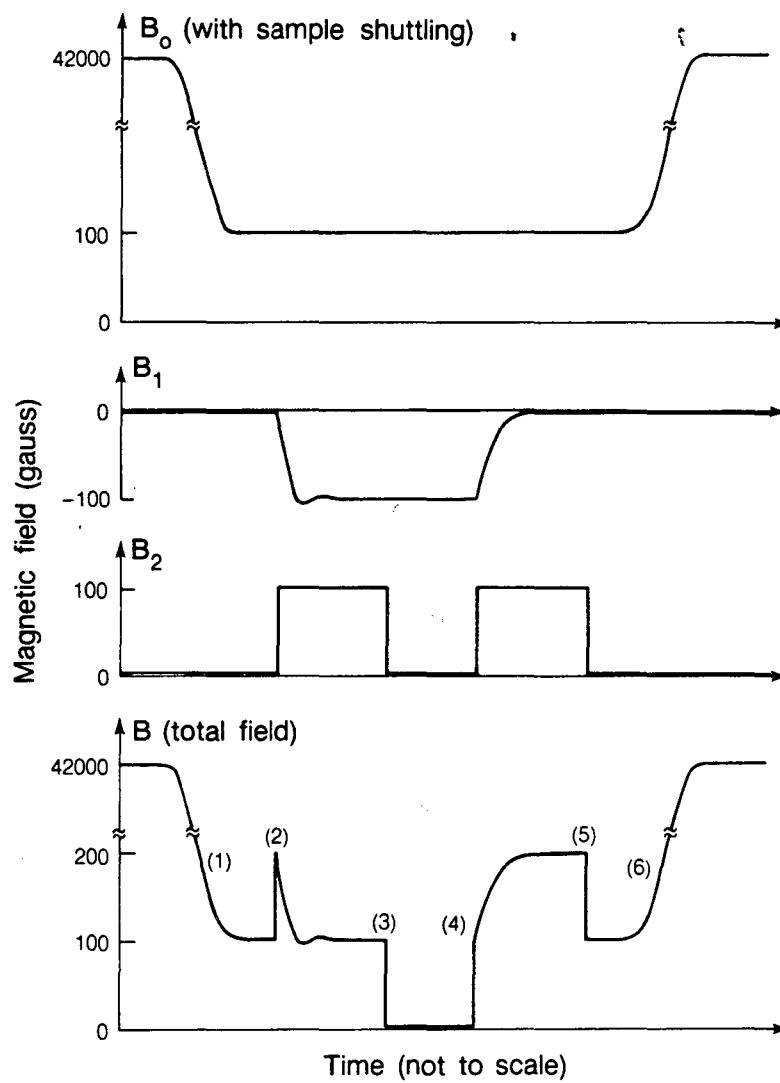 B₀ (with sample shuttling)
42000
100
0
B₁
0
-100
B₂
100
0
Magnetic field (gauss)
B (total field)
42000
(1)
(2)
(3)
(4)
(5)
(6)
200
100
0
Time (not to scale)